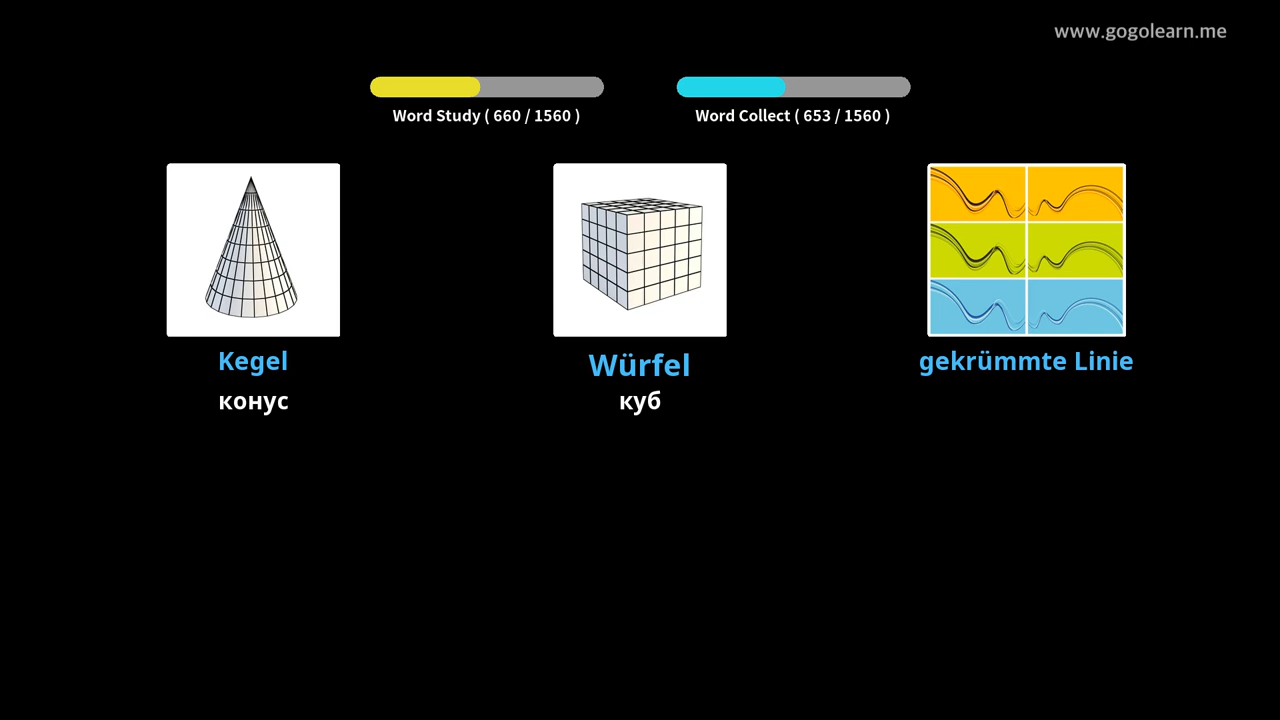 www.gogolearn.me
Word Study ( 660 / 1560 )
Word Collect ( 653 / 1560 )
Kegel
конус
Würfel
куб
gekrümmte Linie